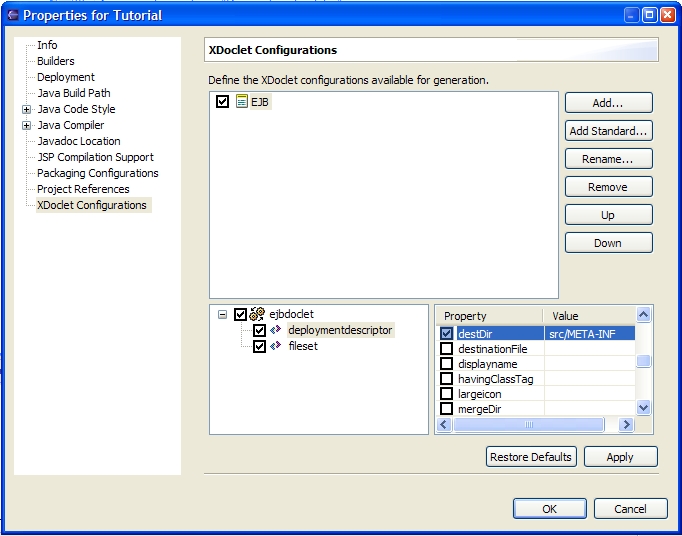 Properties for Tutorial
Info
Builders
Deployment
Java Build Path
Java Code Style
Java Compiler
Javadoc Location
JSP Compilation Support
Packaging Configurations
Project References
XDoclet Configurations
XDoclet Configurations
Define the XDoclet configurations available for generation.
EJB
Add...
Add Standard...
Rename...
Remove
Up
Down
ejbdoclet
deploymentdescriptor
fileset
Property Value
destDir src/META-INF
destinationFile
displayname
havingClassTag
largeicon
mergeDir
Restore Defaults
Apply
OK
Cancel